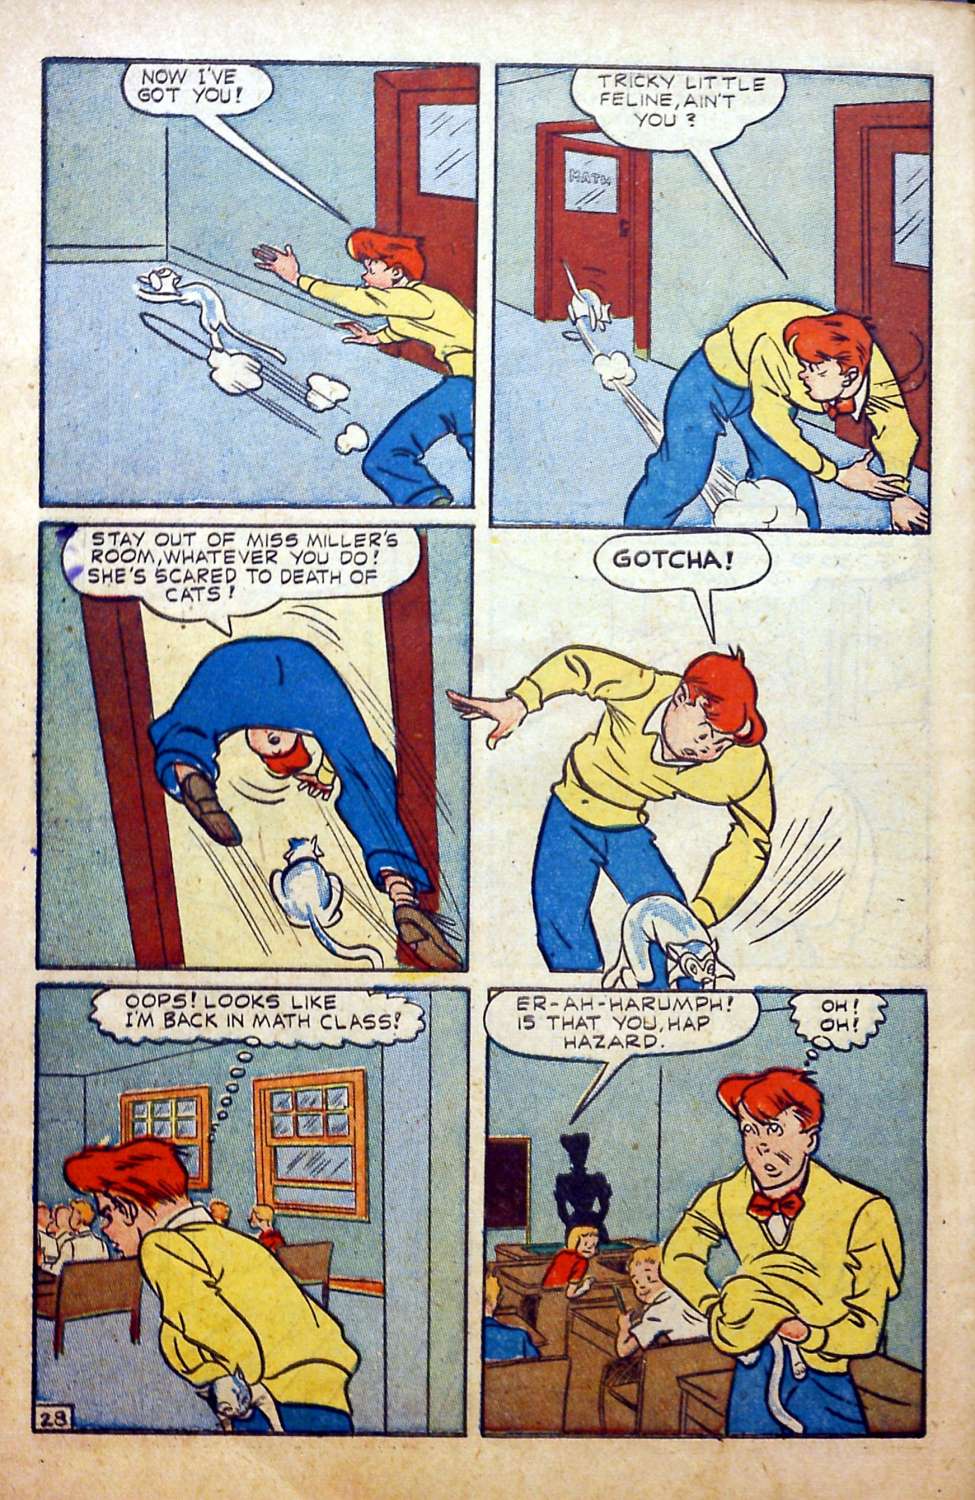 NOW I'VE
GOT YOU!
TRICKY LITTLE
FELINE, AIN'T
YOU?
MATH
STAY OUT OF MISS MILLER'S
ROOM, WHATEVER YOU DO!
SHE'S SCARED TO DEATH OF
CATS!
GOTCHA!
OOPS! LOOKS LIKE
I'M BACK IN MATH CLASS!
28
ER-AH-HARUMPH!
IS THAT YOU, HAP
HAZARD.
OH!
OH!